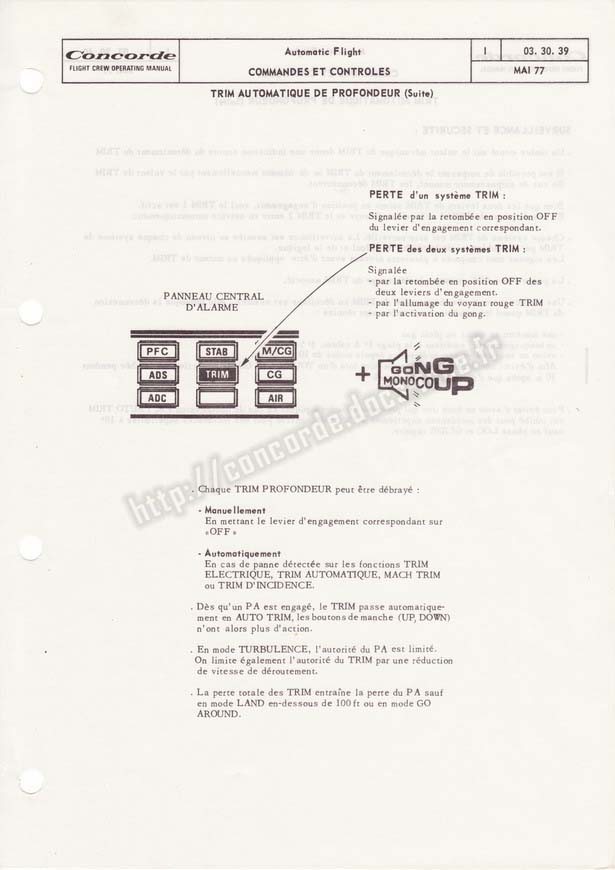 Concorde
FLIGHT CREW OPERATING MANUAL
Automatic Flight
COMMANDES ET CONTROLES
I
03. 30. 39
MAI 77
TRIM AUTOMATIQUE DE PROFONDEUR (Suite)
PERTE d'un système TRIM :
Signalée par la retombée en position OFF
du levier d'engagement correspondant.
PERTE des deux systèmes TRIM :
Signalée
- par la retombée en position OFF des
deux leviers d'engagement.
- par l'allumage du voyant rouge TRIM
- par l'activation du gong.
PANNEAU CENTRAL
D'ALARME
PFC STAB M/CG
ADS TRIM CG
ADC AIR
+ GONG
MONOCOUP
http://concorde.docavia.fr
. Chaque TRIM PROFONDEUR peut être débrayé :
- Manuellement
En mettant le levier d'engagement correspondant sur
«OFF»
- Automatiquement
En cas de panne détectée sur les fonctions TRIM
ELECTRIQUE, TRIM AUTOMATIQUE, MACH TRIM
ou TRIM D'INCIDENCE.
. Dès qu'un PA est engagé, le TRIM passe automatique-
ment en AUTO TRIM, les boutons de manche (UP, DOWN)
n'ont alors plus d'action.
. En mode TURBULENCE, l'autorité du PA est limité.
On limite également l'autorité du TRIM par une réduction
de vitesse de déroutement.
. La perte totale des TRIM entraîne la perre du PA sauf
en mode LAND en-dessous de 100 ft ou en mode GO
AROUND.